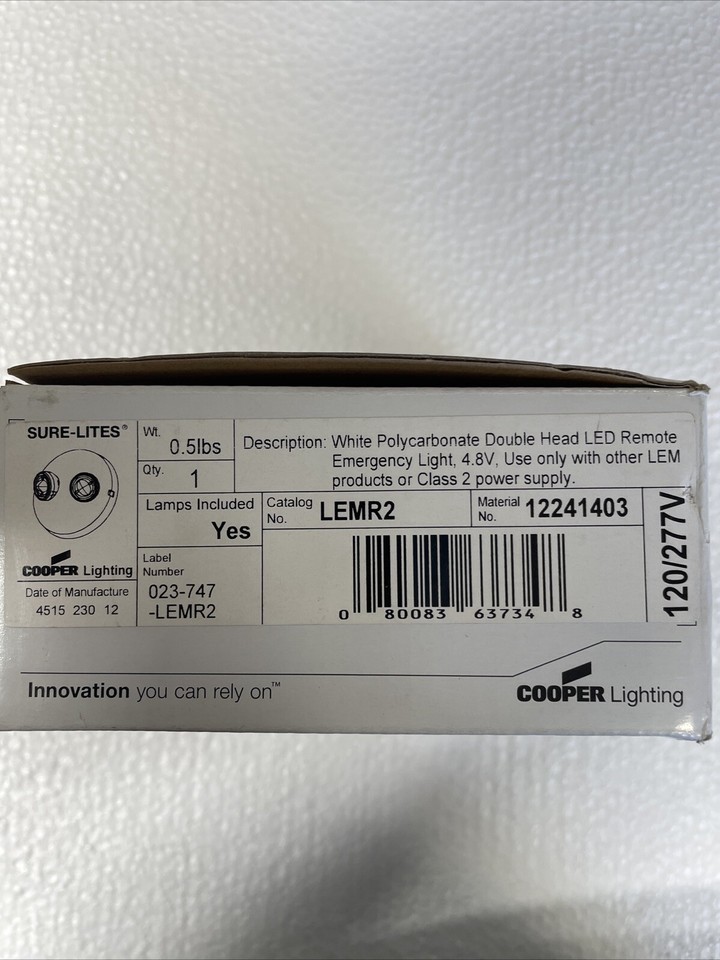 SURE-LITES®
COOPER Lighting
Date of Manufacture
4515 230 12
Wt.
0.5lbs
Qty.
1
Lamps Included
Yes
Label
Number
023-747
-LEMR2
Description: White Polycarbonate Double Head LED Remote
Emergency Light, 4.8V, Use only with other LEM
products or Class 2 power supply.
Catalog
No.
LEMR2
Material
No.
12241403
0 80083 63734 8
120/277V
Innovation you can rely on™
COOPER Lighting